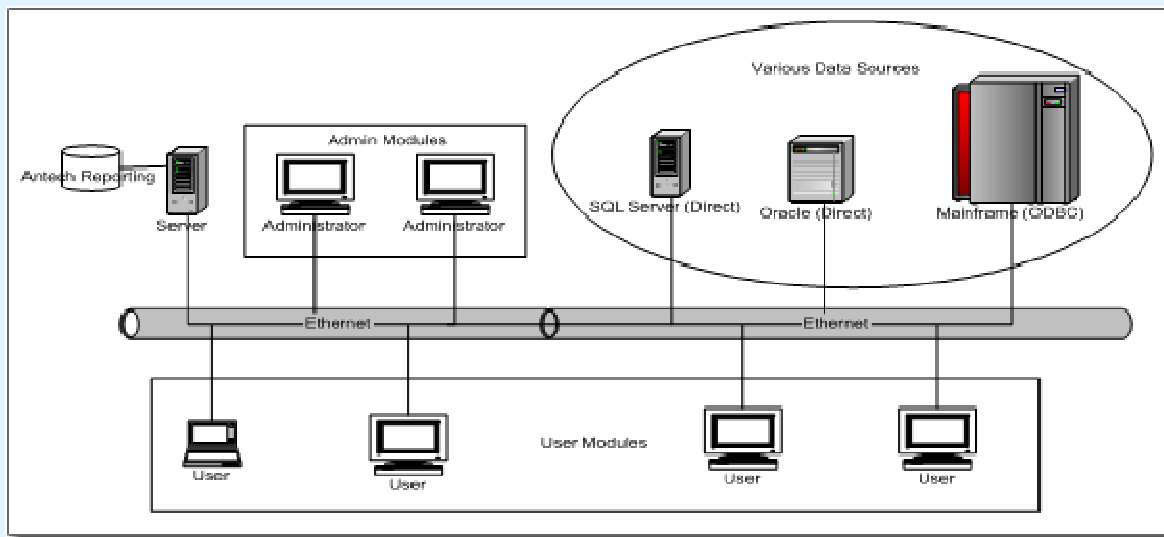 Various Data Sources
Admin Modules
Antech Reporting
SQL Server (Direct)
Oracle (Direct)
Mainframe (ODBC)
Server
Administrator
Administrator
Ethernet
Ethernet
User Modules
User
User
User
User